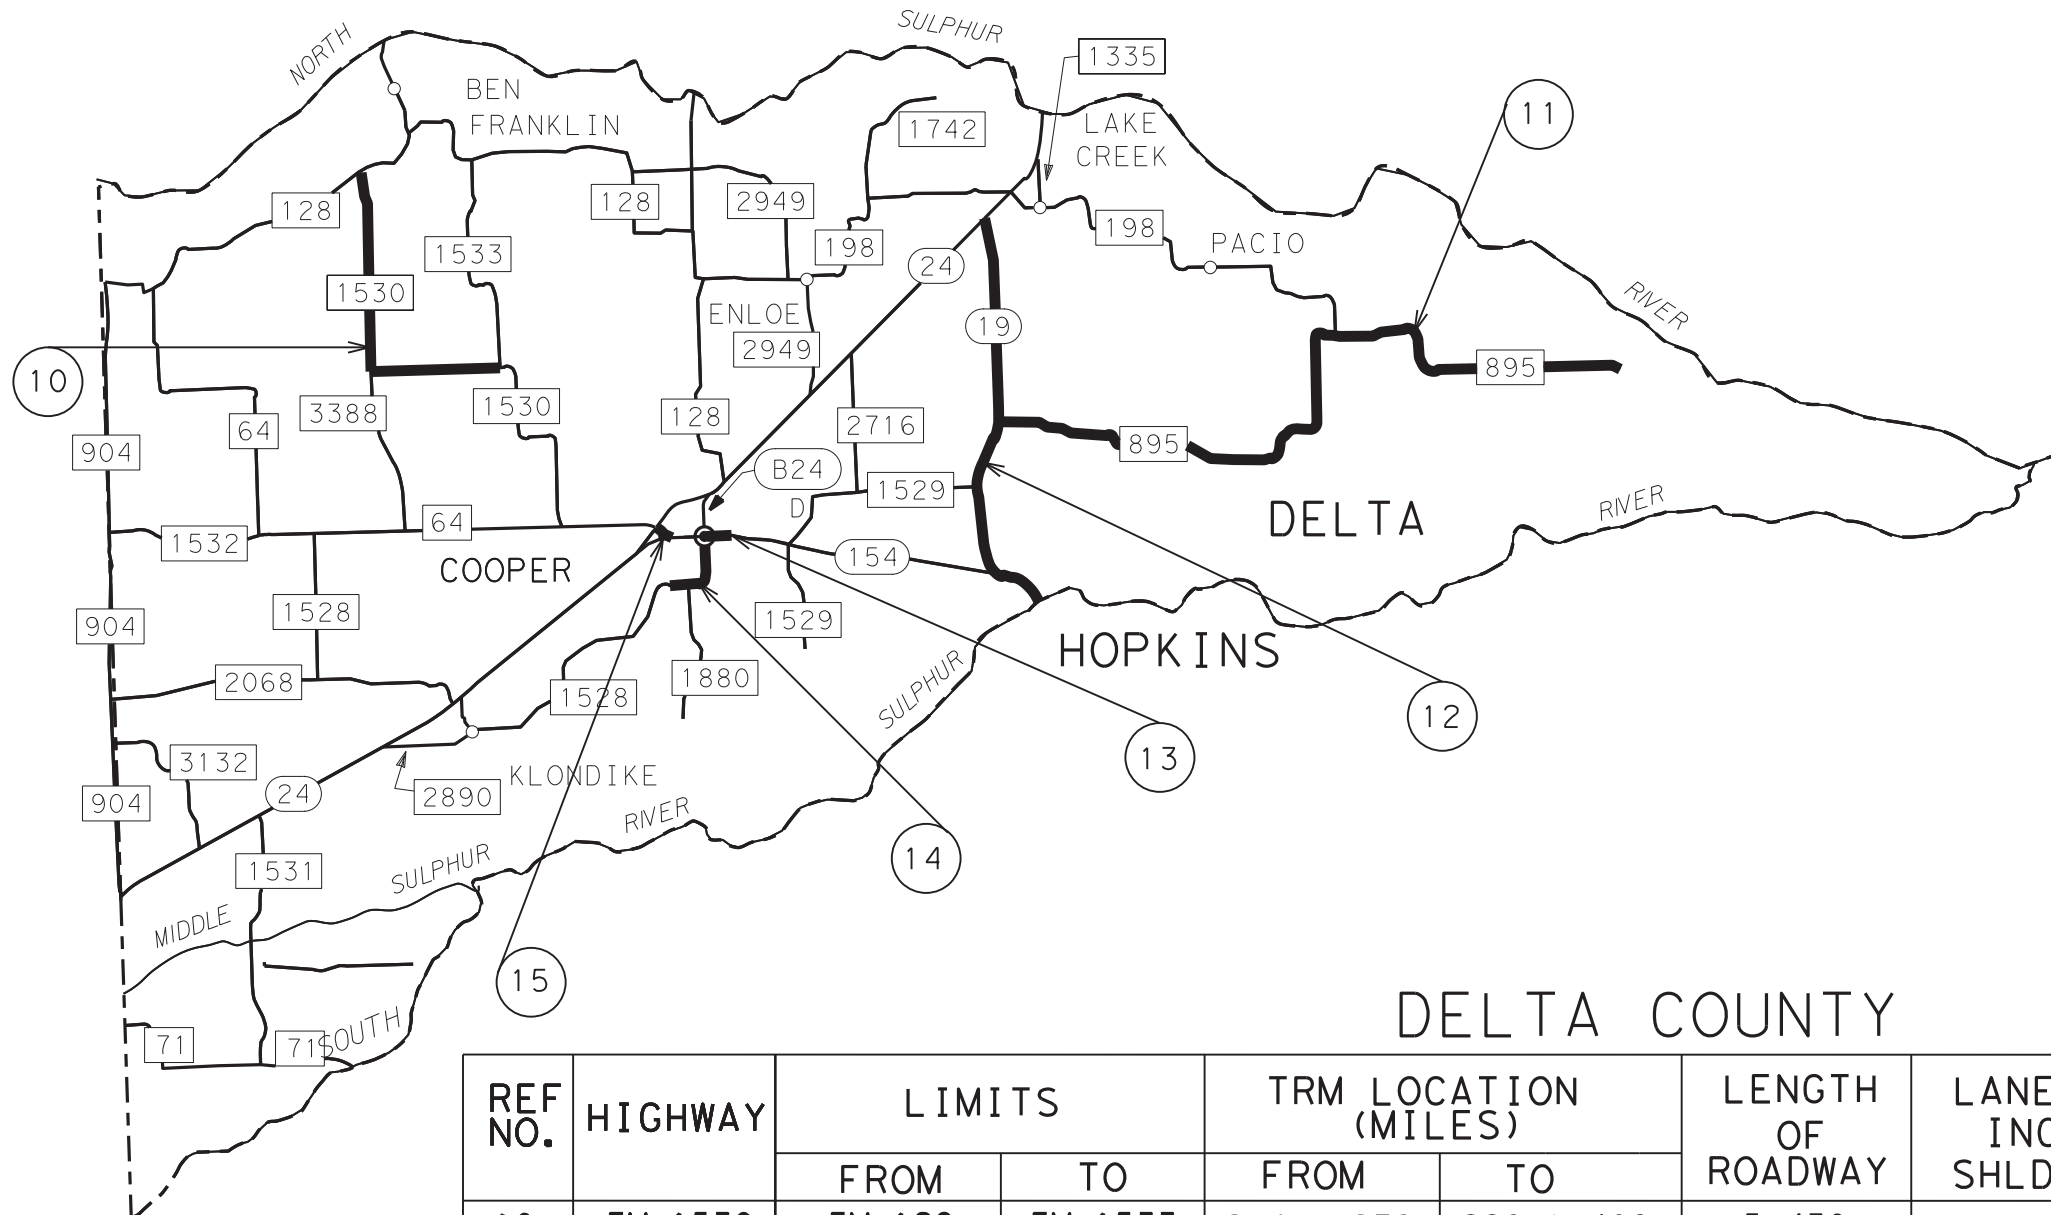 SULPHUR
NORTH
1335
BEN
FRANKLIN
1742
LAKE
CREEK
11
128
128
2949
198
198
PACIO
1533
24
1530
ENLOE
2949
19
RIVER
10
3388
1530
128
2716
895
895
64
904
B24
1529
D
1532
64
COOPER
154
DELTA
RIVER
904
1528
1529
HOPKINS
2068
1528
1880
SULPHUR
12
3132
13
904
24
2890
KLONDIKE
RIVER
14
1531
SULPHUR
MIDDLE
15
71
71
SOUTH
DELTA COUNTY
REF
NO.
HIGHWAY
LIMITS
TRM LOCATION
(MILES)
LENGTH
OF
ROADWAY
LANE
INC
SHLD
FROM
TO
FROM
TO